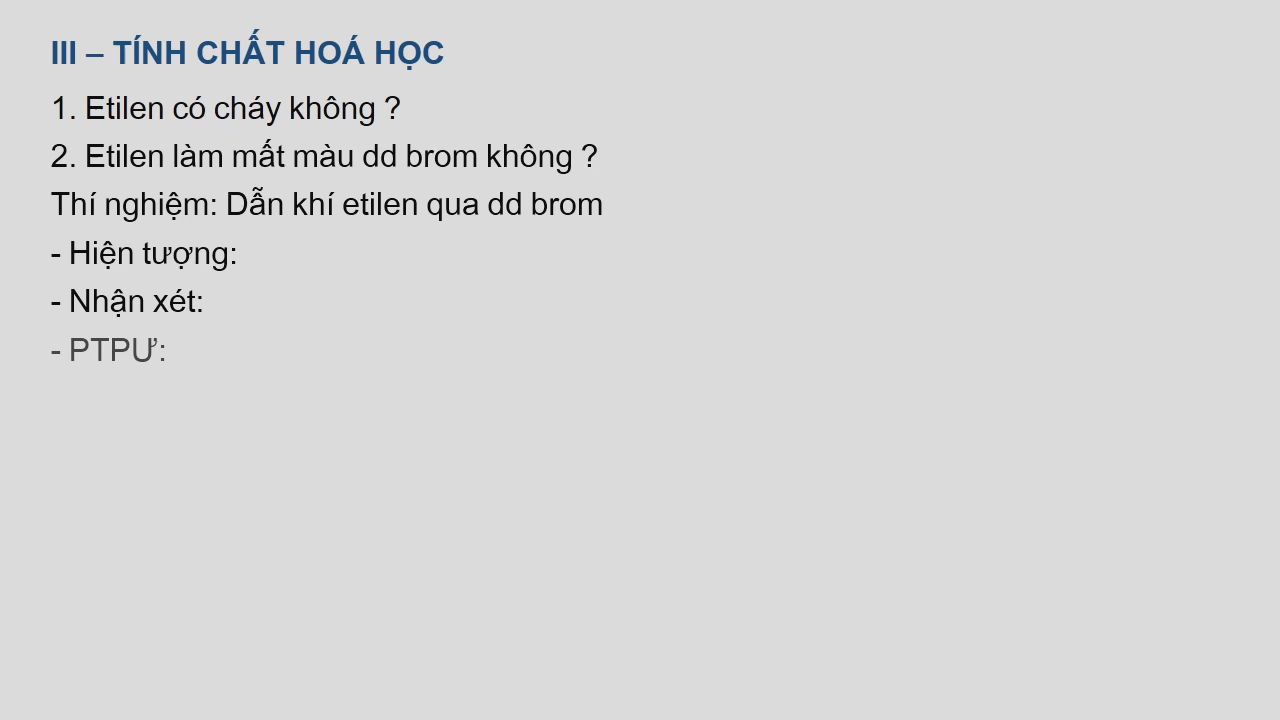 III – TÍNH CHẤT HOÁ HỌC
1. Etilen có cháy không ?
2. Etilen làm mất màu dd brom không ?
Thí nghiệm: Dẫn khí etilen qua dd brom
- Hiện tượng:
- Nhận xét:
- PTPƯ: